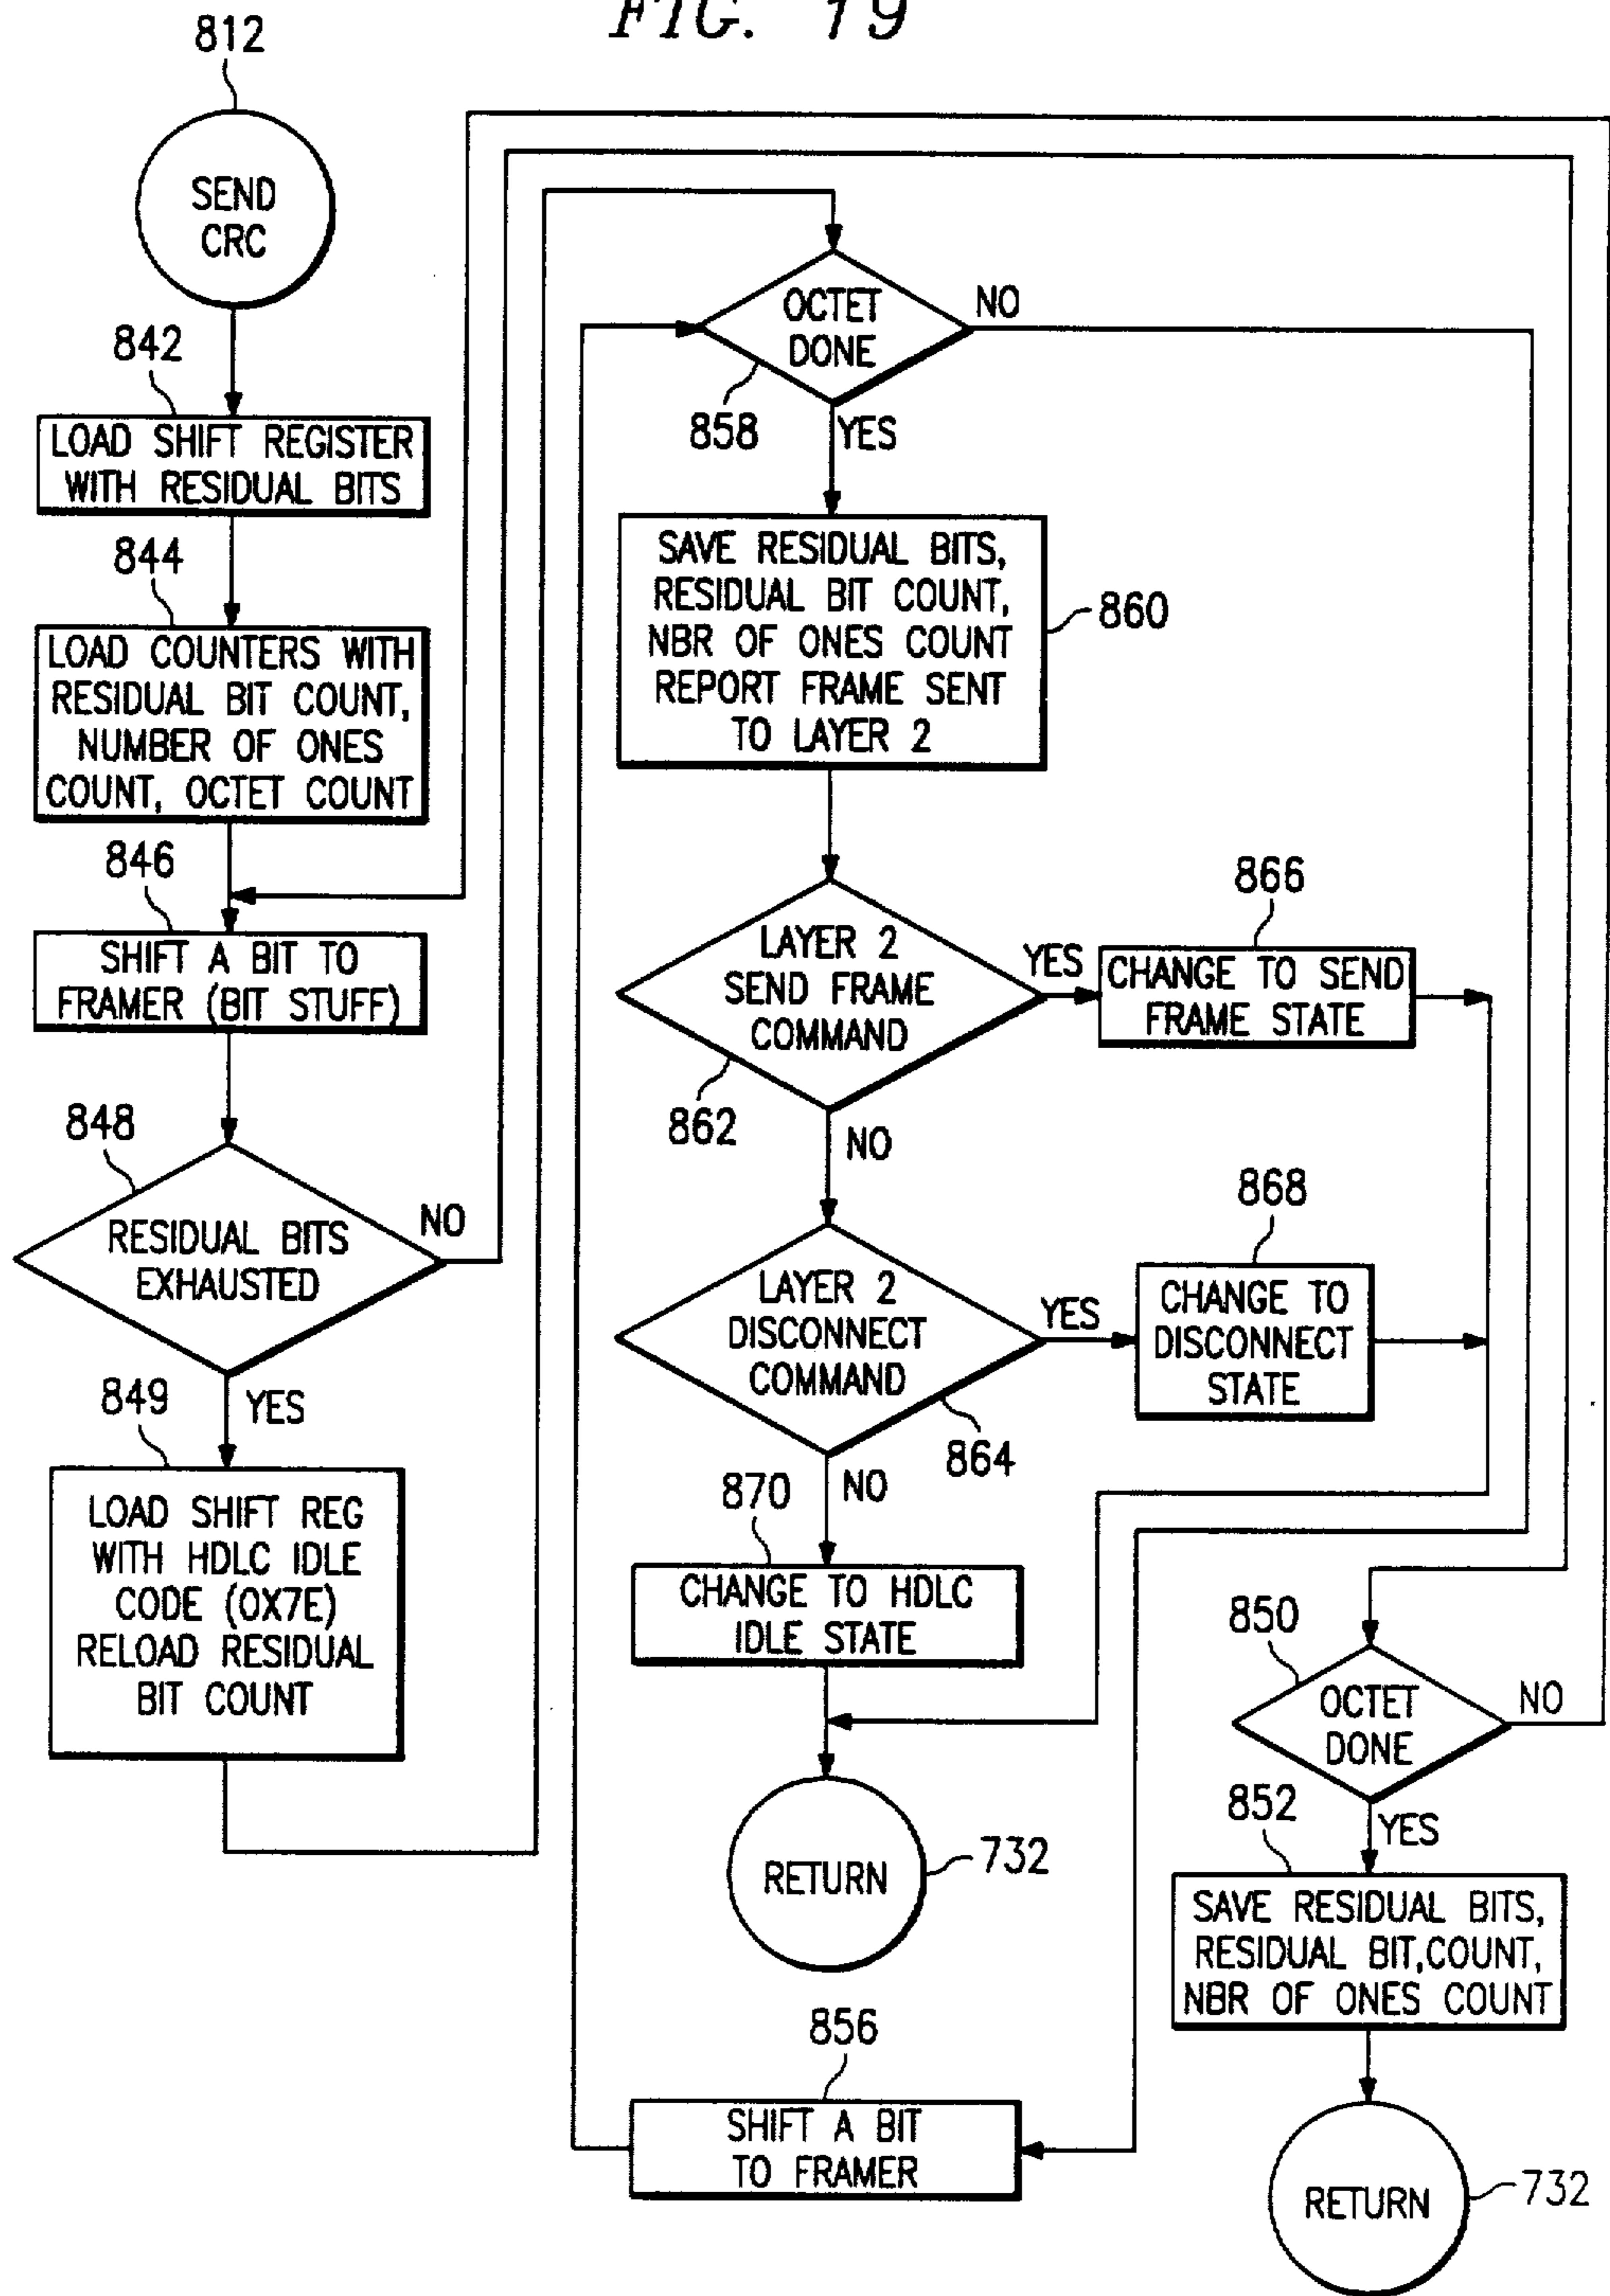 FIG. 19
812
SEND
CRC
842
LOAD SHIFT REGISTER
WITH RESIDUAL BITS
844
LOAD COUNTERS WITH
RESIDUAL BIT COUNT,
NUMBER OF ONES
COUNT, OCTET COUNT
846
SHIFT A BIT TO
FRAMER (BIT STUFF)
848
RESIDUAL BITS
EXHAUSTED
NO
YES
849
LOAD SHIFT REG
WITH HDLC IDLE
CODE (0X7E)
RELOAD RESIDUAL
BIT COUNT
OCTET
DONE
NO
858
YES
SAVE RESIDUAL BITS,
RESIDUAL BIT COUNT,
NBR OF ONES COUNT
REPORT FRAME SENT
TO LAYER 2
860
LAYER 2
SEND FRAME
COMMAND
YES
862
NO
866
CHANGE TO SEND
FRAME STATE
LAYER 2
DISCONNECT
COMMAND
YES
864
NO
868
CHANGE TO
DISCONNECT
STATE
870
CHANGE TO HDLC
IDLE STATE
RETURN
732
856
SHIFT A BIT
TO FRAMER
850
OCTET
DONE
NO
852
YES
SAVE RESIDUAL BITS,
RESIDUAL BIT,COUNT,
NBR OF ONES COUNT
RETURN
732